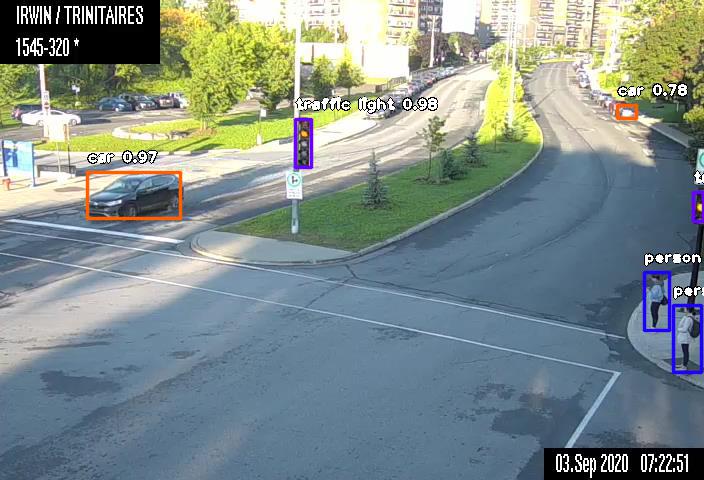 IRWIN / TRINITAIRES
1545-320 *
car 0.78
traffic light 0.98
car 0.97
person
pers
03.Sep 2020 07:22:51